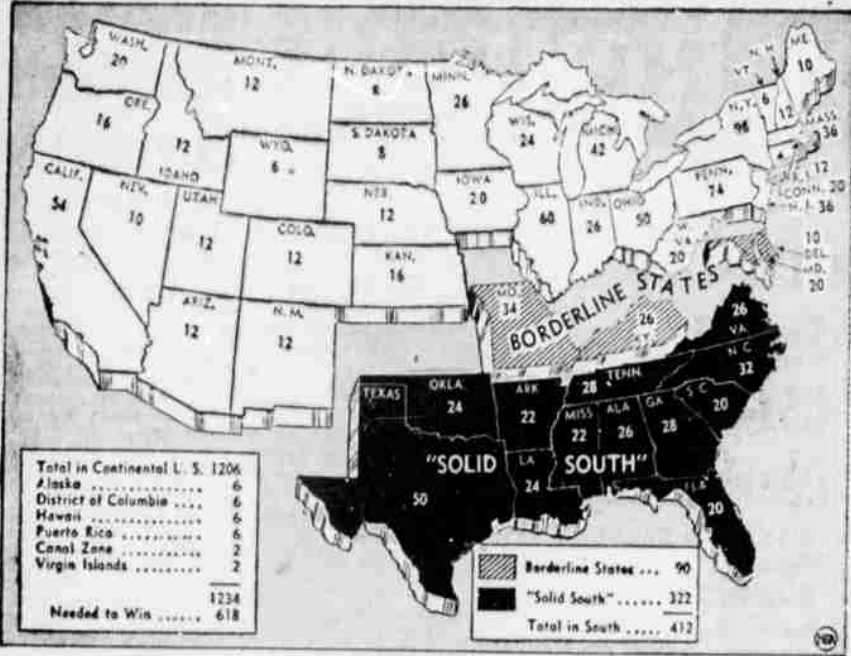 WASH.
20
ORE.
16
CALIF.
54
NEV.
10
12
IDAHO
MONT.
12
WYO.
6
UTAH
12
ARIZ.
12
COLO.
12
N. M.
12
N. DAKOTA
8
S. DAKOTA
8
NEB.
12
KAN.
16
MINN.
26
IOWA
20
WIS.
24
ILL.
60
MICH.
42
IND.
26
OHIO
50
W. VA.
20
PENN.
74
N.Y.
98
VT.
6
N. H.
12
ME.
10
MASS.
36
R. I. 12
CONN. 20
N. J. 36
10
DEL.
MD.
20
MO.
34
26
BORDERLINE STATES
26
VA.
N C
32
S C
20
28 TENN.
GA
28
ALA
26
MISS
22
ARK
22
LA
24
OKLA.
24
TEXAS
50
FLA
20
"SOLID SOUTH"
Total in Continental U. S. 1206
Alaska .......... 6
District of Columbia .... 6
Hawaii .......... 6
Puerto Rico .......... 6
Canal Zone .......... 2
Virgin Islands .......... 2
1234
Needed to Win ...... 618
Borderline States ... 90
"Solid South" ...... 322
Total in South ..... 412
NEA